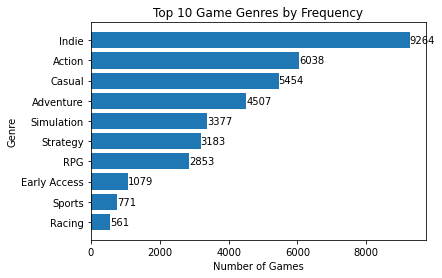 Top 10 Game Genres by Frequency
Genre
Indie 9264
Action 6038
Casual 5454
Adventure 4507
Simulation 3377
Strategy 3183
RPG 2853
Early Access 1079
Sports 771
Racing 561
0 2000 4000 6000 8000
Number of Games